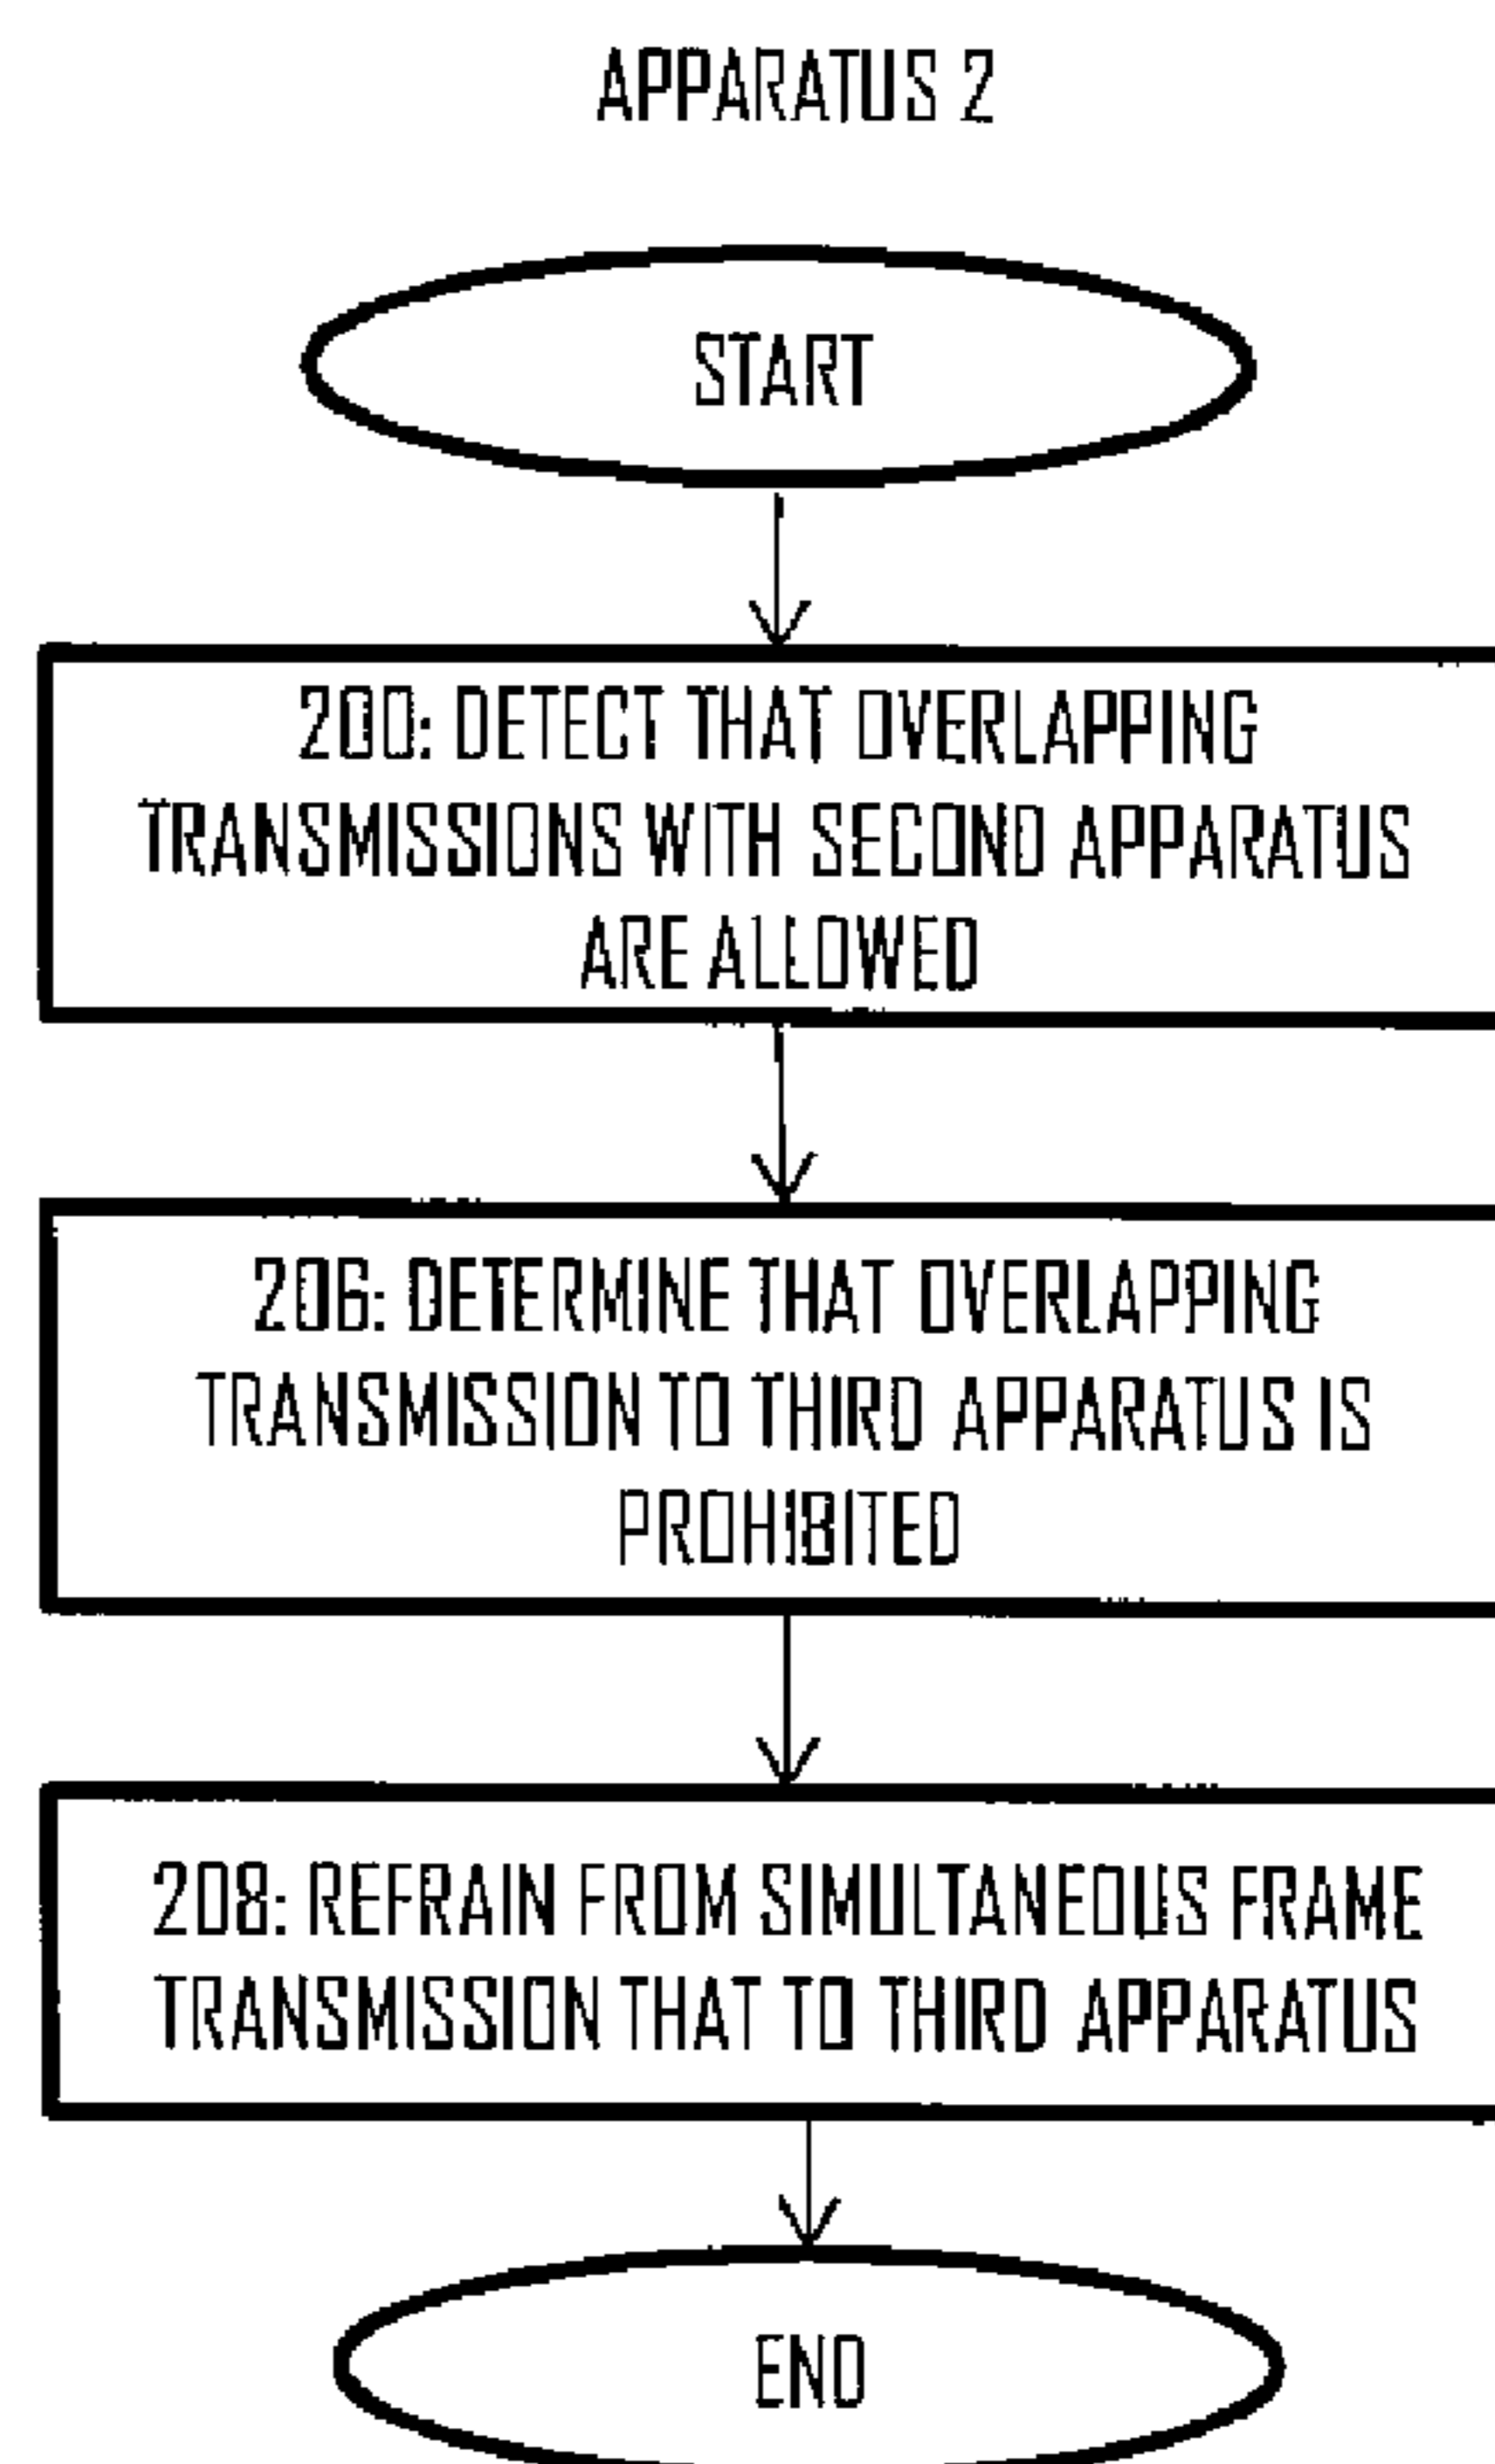 APPARATUS 2
START
200: DETECT THAT OVERLAPPING
TRANSMISSIONS WITH SECOND APPARATUS
ARE ALLOWED
206: DETERMINE THAT OVERLAPPING
TRANSMISSION TO THIRD APPARATUS IS
PROHIBITED
208: REFRAIN FROM SIMULTANEOUS FRAME
TRANSMISSION THAT TO THIRD APPARATUS
END